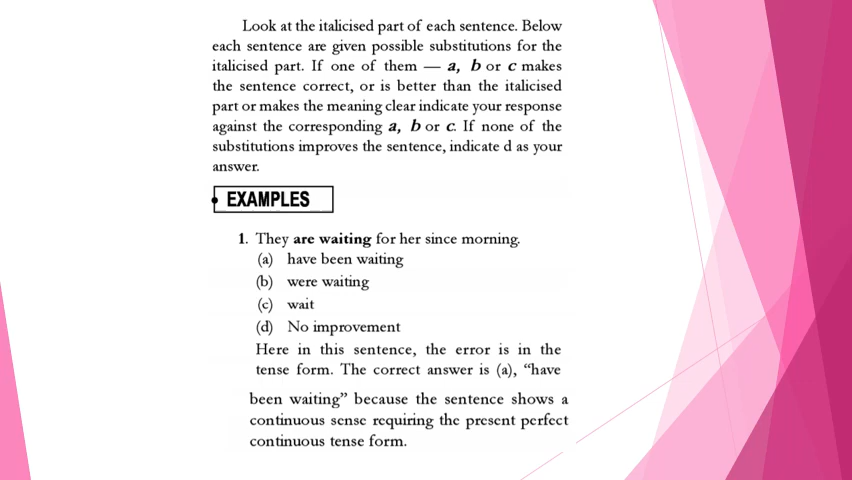 Look at the italicised part of each sentence. Below
each sentence are given possible substitutions for the
italicised part. If one of them — a, b or c makes
the sentence correct, or is better than the italicised
part or makes the meaning clear indicate your response
against the corresponding a, b or c. If none of the
substitutions improves the sentence, indicate d as your
answer.
EXAMPLES
1. They are waiting for her since morning.
(a) have been waiting
(b) were waiting
(c) wait
(d) No improvement
Here in this sentence, the error is in the
tense form. The correct answer is (a), “have
been waiting” because the sentence shows a
continuous sense requiring the present perfect
continuous tense form.